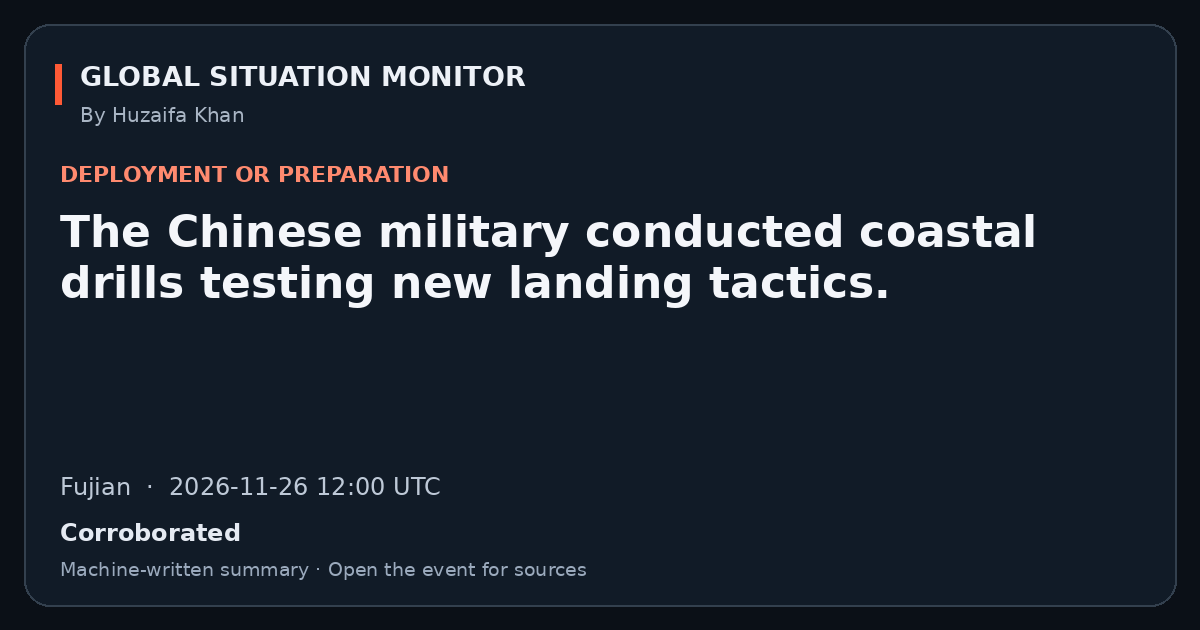 GLOBAL SITUATION MONITOR
By Huzaifa Khan
DEPLOYMENT OR PREPARATION
The Chinese military conducted coastal
drills testing new landing tactics.
Fujian · 2026-11-26 12:00 UTC
Corroborated
Machine-written summary · Open the event for sources